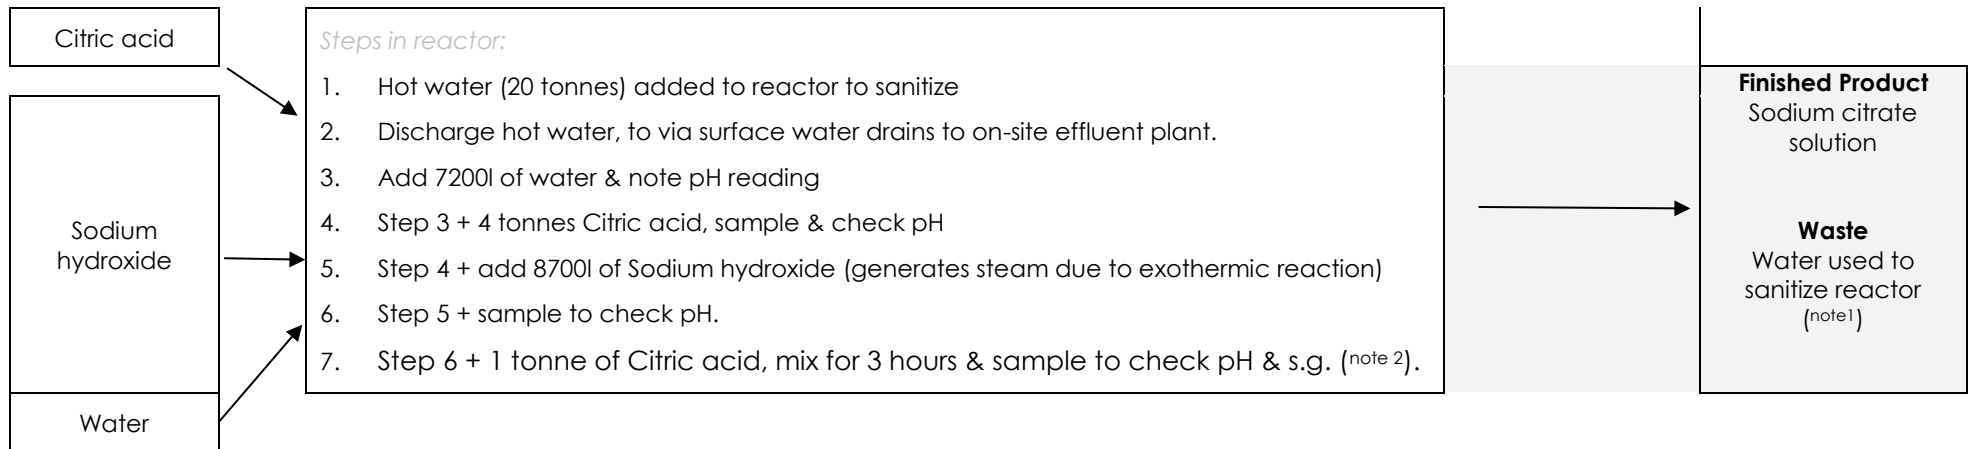 Citric acid
Sodium
hydroxide
Water
Steps in reactor:
1. Hot water (20 tonnes) added to reactor to sanitize
2. Discharge hot water, to via surface water drains to on-site effluent plant.
3. Add 7200l of water & note pH reading
4. Step 3 + 4 tonnes Citric acid, sample & check pH
5. Step 4 + add 8700l of Sodium hydroxide (generates steam due to exothermic reaction)
6. Step 5 + sample to check pH.
7. Step 6 + 1 tonne of Citric acid, mix for 3 hours & sample to check pH & s.g. (note 2).
Finished Product
Sodium citrate
solution
Waste
Water used to
sanitize reactor
(note1)